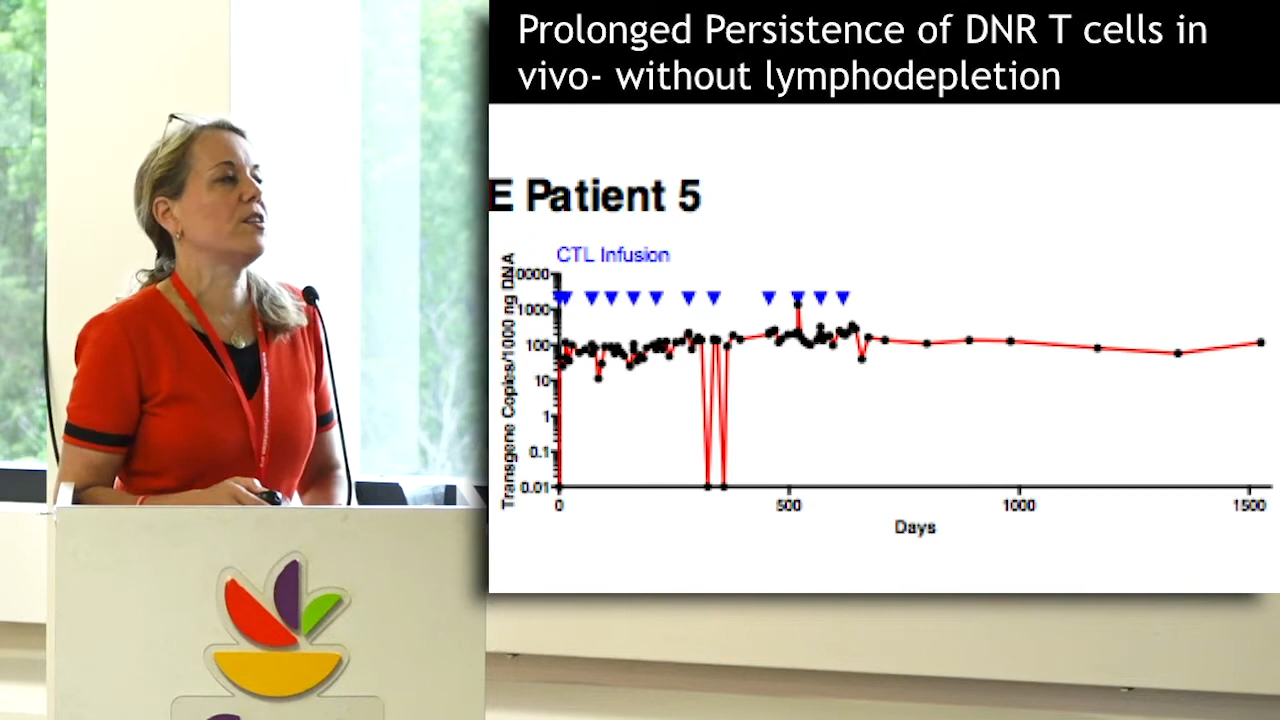 Prolonged Persistence of DNR T cells in
vivo- without lymphodepletion
E Patient 5
CTL Infusion
Transgene Copies/1000 ng DNA
0000
1000
100
10
1
0.1
0.01
0
500
1000
1500
Days